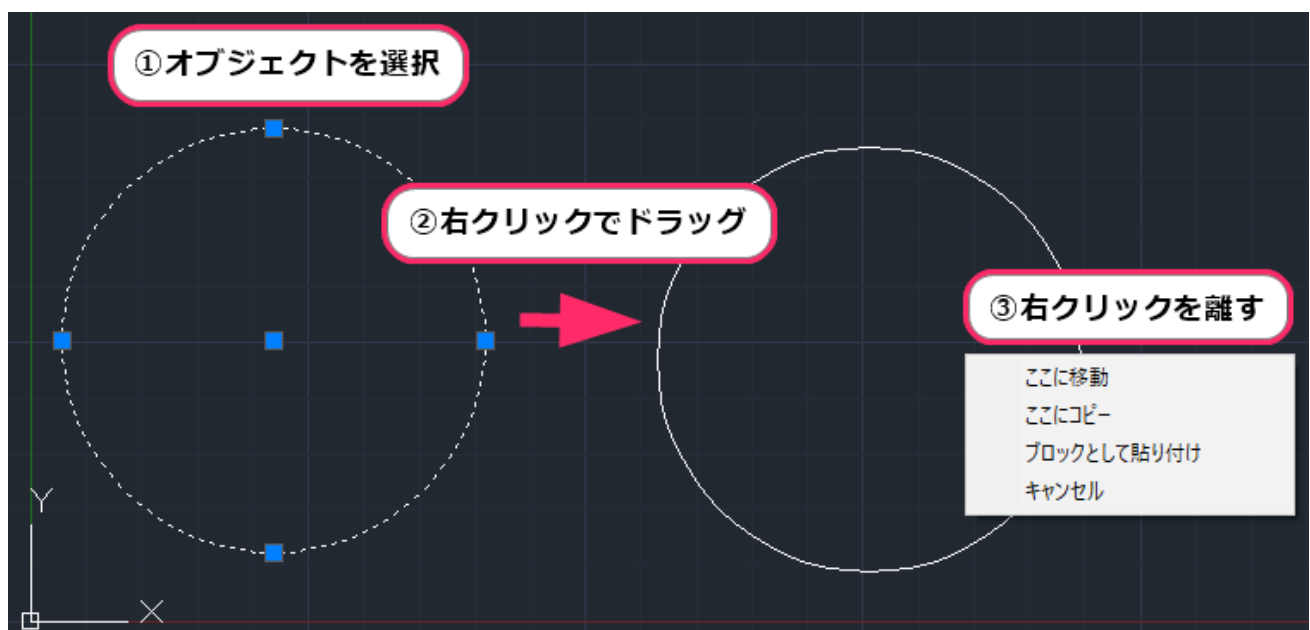 ①オブジェクトを選択
②右クリックでドラッグ
③右クリックを離す
ここに移動
ここにコピー
ブロックとして貼り付け
キャンセル
Y
X